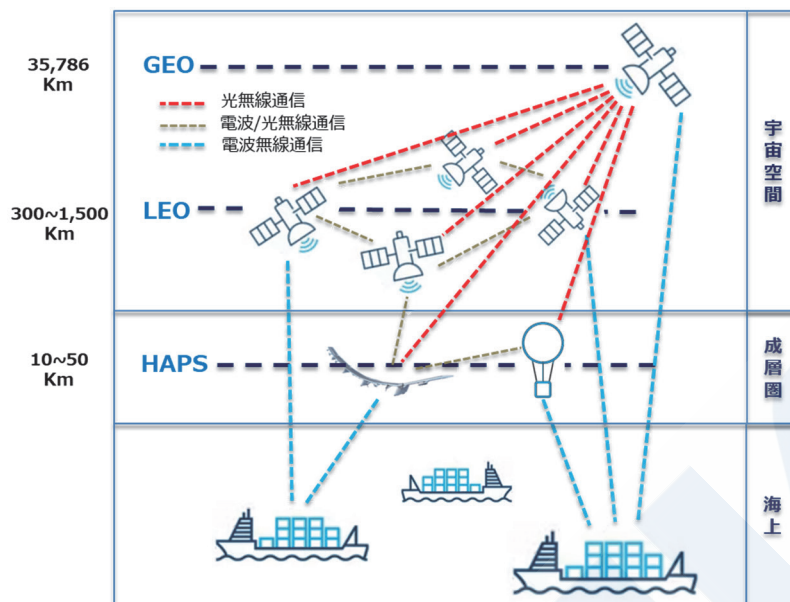 35,786
Km
GEO
光無線通信
電波/光無線通信
電波無線通信
宇宙空間
300~1,500
Km
LEO
10~50
Km
HAPS
成層圏
海上